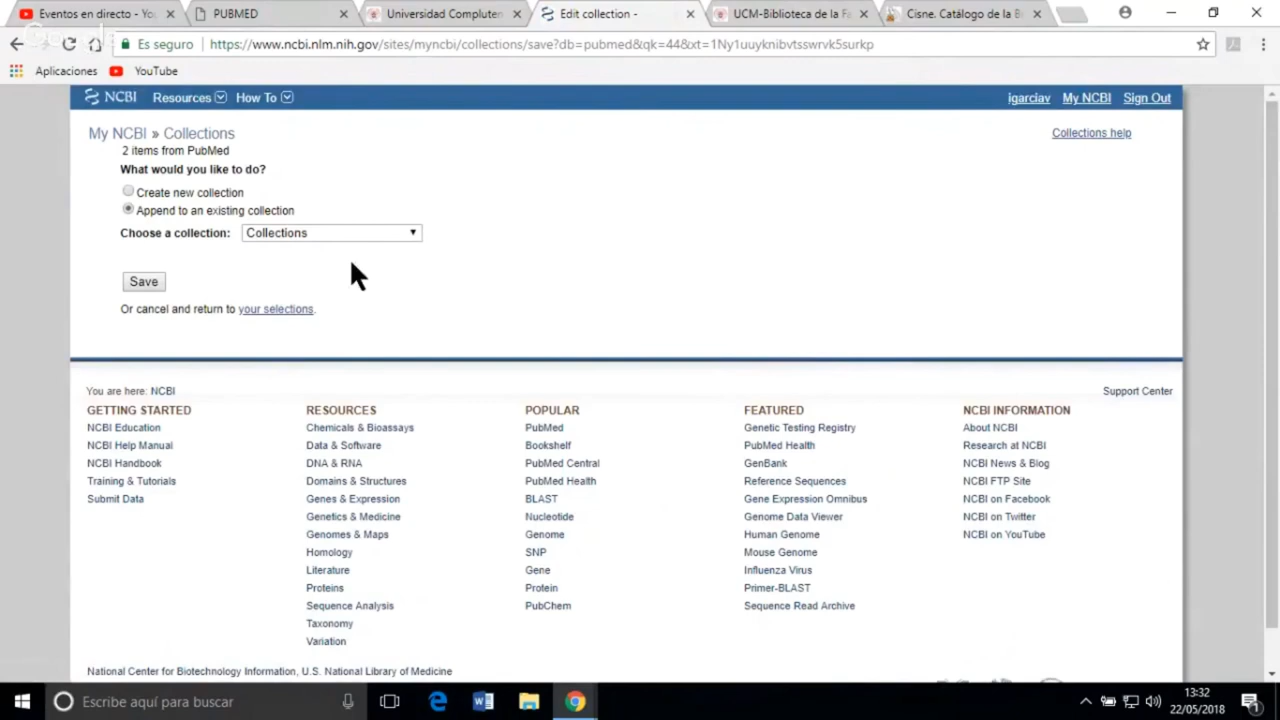 Eventos en directo - Yo
PUBMED
Universidad Complutens
Edit collection -
UCM-Biblioteca de la Fa
Cisne. Catálogo de la B
Es seguro
https://www.ncbi.nlm.nih.gov/sites/myncbi/collections/save?db=pubmed&qk=44&xt=1Ny1uuyknibvtsswrvk5surkp
Aplicaciones
YouTube
NCBI Resources How To
igarciav My NCBI Sign Out
My NCBI » Collections
Collections help
2 items from PubMed
What would you like to do?
Create new collection
Append to an existing collection
Choose a collection: Collections
Save
Or cancel and return to your selections.
You are here: NCBI
Support Center
GETTING STARTED
NCBI Education
NCBI Help Manual
NCBI Handbook
Training & Tutorials
Submit Data
RESOURCES
Chemicals & Bioassays
Data & Software
DNA & RNA
Domains & Structures
Genes & Expression
Genetics & Medicine
Genomes & Maps
Homology
Literature
Proteins
Sequence Analysis
Taxonomy
Variation
POPULAR
PubMed
Bookshelf
PubMed Central
PubMed Health
BLAST
Nucleotide
Genome
SNP
Gene
Protein
PubChem
FEATURED
Genetic Testing Registry
PubMed Health
GenBank
Reference Sequences
Gene Expression Omnibus
Genome Data Viewer
Human Genome
Mouse Genome
Influenza Virus
Primer-BLAST
Sequence Read Archive
NCBI INFORMATION
About NCBI
Research at NCBI
NCBI News & Blog
NCBI FTP Site
NCBI on Facebook
NCBI on Twitter
NCBI on YouTube
National Center for Biotechnology Information, U.S. National Library of Medicine
Escribe aquí para buscar
13:32
22/05/2018